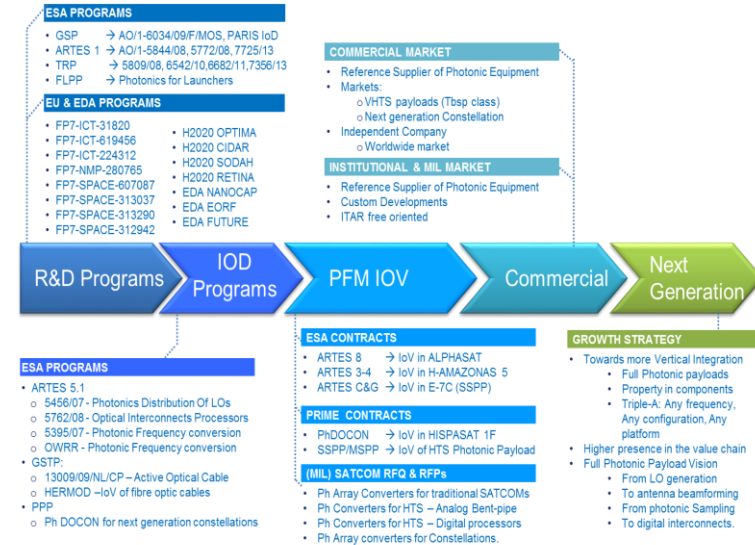 ESA PROGRAMS
• GSP → AO/1-6034/09/F/MOS, PARIS IoD
• ARTES 1 → AO/1-5844/08, 5772/08, 7725/13
• TRP → 5809/08, 6542/10,6682/11,7356/13
• FLPP → Photonics for Launchers
EU & EDA PROGRAMS
• FP7-ICT-31820
• FP7-ICT-619456
• FP7-ICT-224312
• FP7-NMP-280765
• FP7-SPACE-607087
• FP7-SPACE-313037
• FP7-SPACE-313290
• FP7-SPACE-312942
• H2020 OPTIMA
• H2020 CIDAR
• H2020 SODAH
• H2020 RETINA
• EDA NANOCAP
• EDA EORF
• EDA FUTURE
COMMERCIAL MARKET
• Reference Supplier of Photonic Equipment
• Markets:
o VHTS payloads (Tbsp class)
o Next generation Constellation
• Independent Company
o Worldwide market
INSTITUTIONAL & MIL MARKET
• Reference Supplier of Photonic Equipment
• Custom Developments
• ITAR free oriented
R&D Programs
IOD
Programs
PFM IOV
Commercial
Next
Generation
ESA PROGRAMS
• ARTES 5.1
o 5456/07 - Photonics Distribution Of LOs
o 5762/08 - Optical Interconnects Processors
o 5395/07 - Photonic Frequency conversion
o OWRR - Photonic Frequency conversion
• GSTP:
o 13009/09/NL/CP – Active Optical Cable
o HERMOD –IoV of fibre optic cables
• PPP
o Ph DOCON for next generation constellations
ESA CONTRACTS
• ARTES 8 → IoV in ALPHASAT
• ARTES 3-4 → IoV in H-AMAZONAS 5
• ARTES C&G → IoV in E-7C (SSPP)
PRIME CONTRACTS
• PhDOCON → IoV in HISPASAT 1F
• SSPP/MSPP → IoV of HTS Photonic Payload
(MIL) SATCOM RFQ & RFPs
• Ph Array Converters for traditional SATCOMs
• Ph Converters for HTS – Analog Bent-pipe
• Ph Converters for HTS – Digital processors
• Ph Array converters for Constellations.
GROWTH STRATEGY
• Towards more Vertical Integration
• Full Photonic payloads
• Property in components
• Triple-A: Any frequency,
Any configuration, Any
platform
• Higher presence in the value chain
• Full Photonic Payload Vision
• From LO generation
• To antenna beamforming
• From photonic Sampling
• To digital interconnects.